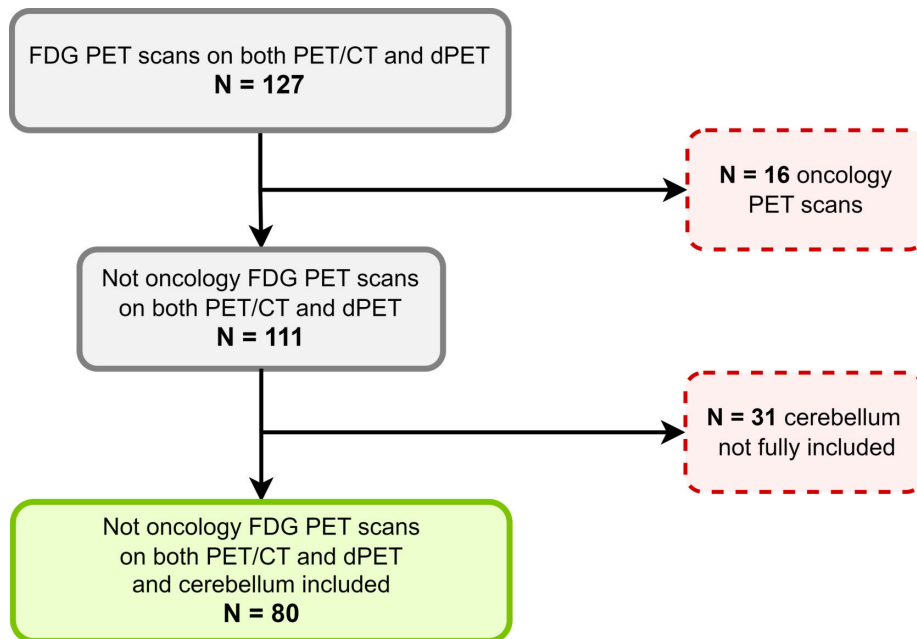 FDG PET scans on both PET/CT and dPET
N = 127
N = 16 oncology
PET scans
Not oncology FDG PET scans
on both PET/CT and dPET
N = 111
N = 31 cerebellum
not fully included
Not oncology FDG PET scans
on both PET/CT and dPET
and cerebellum included
N = 80